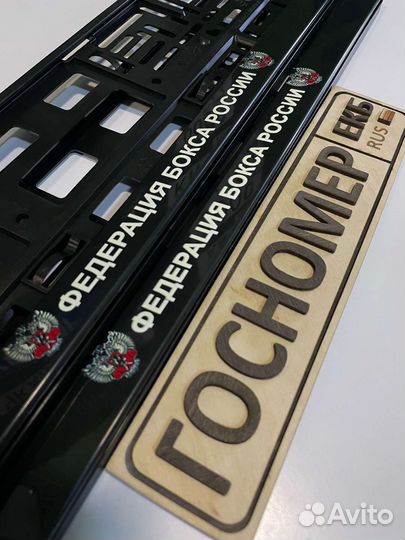 ФЕДЕРАЦИЯ БОКСА РОССИИ
ФЕДЕРАЦИЯ БОКСА РОССИИ
ГОСНОМЕР
ЕКБ
RUS
Avito